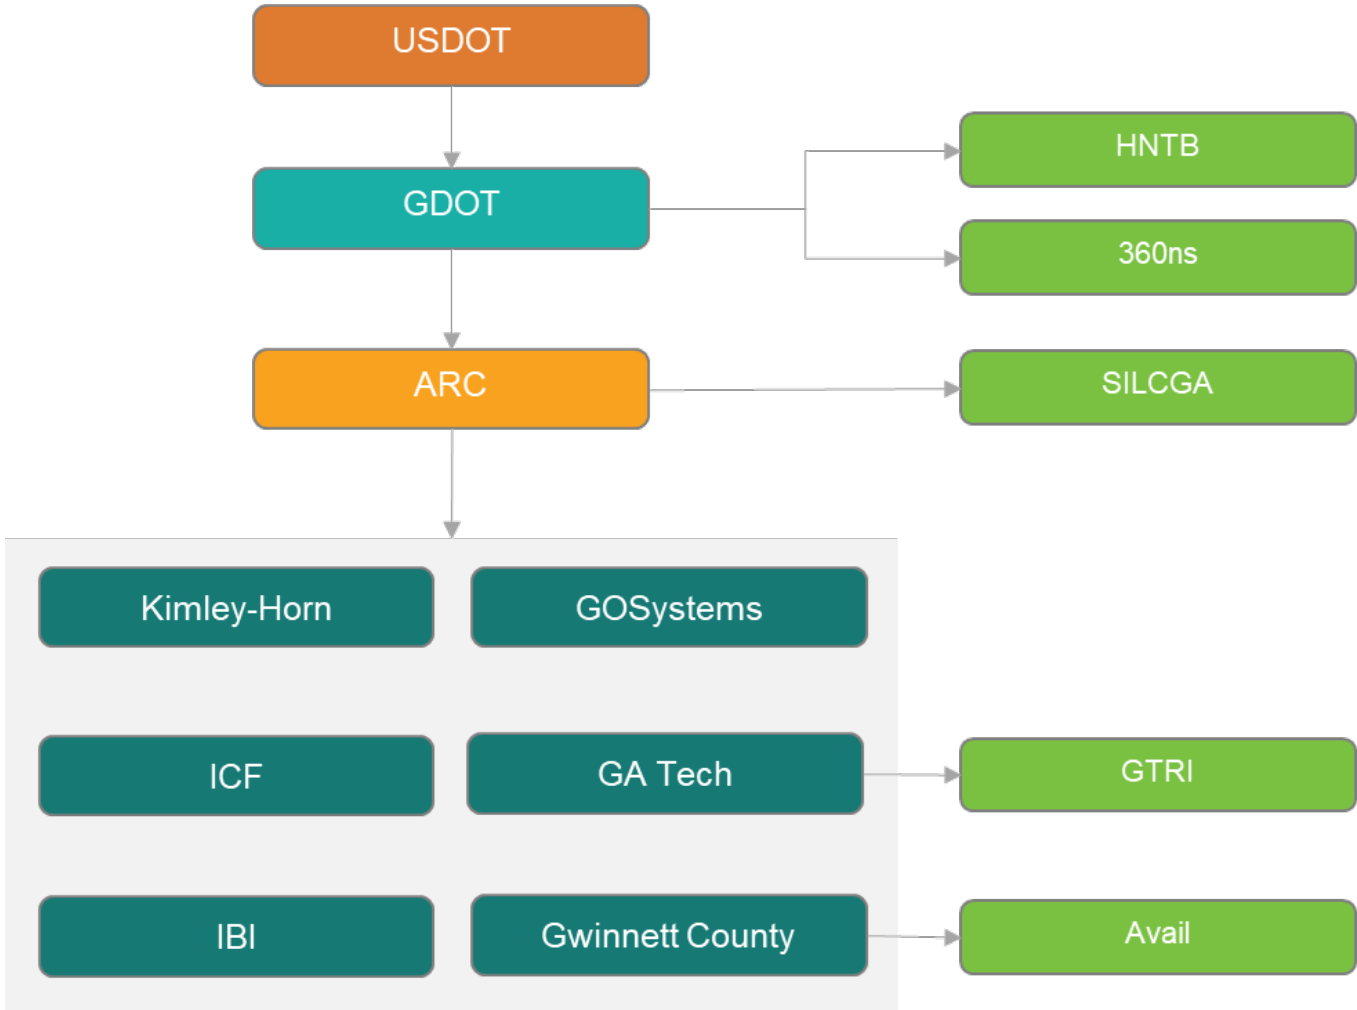 USDOT
HNTB
GDOT
360ns
ARC
SILCGA
Kimley-Horn
GOSystems
ICF
GA Tech
GTRI
IBI
Gwinnett County
Avail